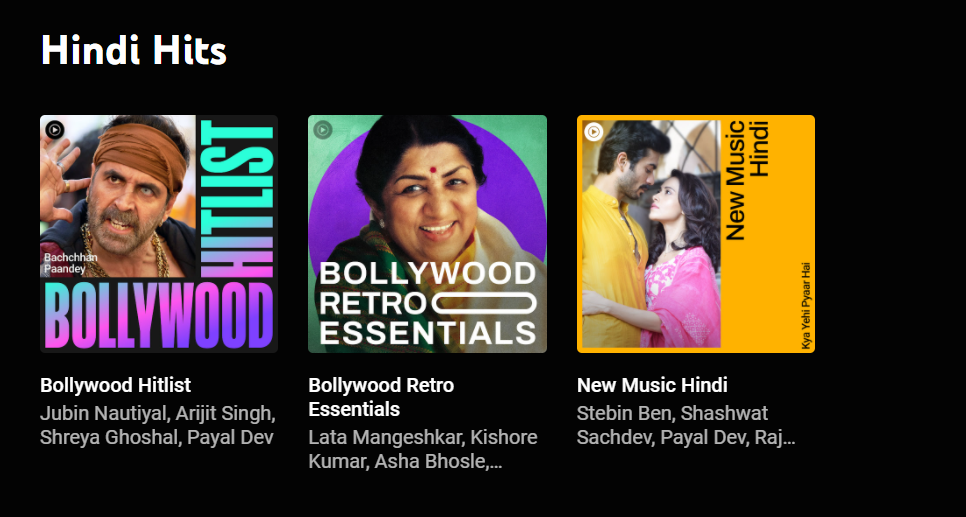 Hindi Hits
Bachchhan
Paandey
HITLIST
BOLLYWOOD
BOLLYWOOD
RETRO
ESSENTIALS
New Music
Hindi
Kya Yehi Pyaar Hai
Bollywood Hitlist
Jubin Nautiyal, Arijit Singh,
Shreya Ghoshal, Payal Dev
Bollywood Retro
Essentials
Lata Mangeshkar, Kishore
Kumar, Asha Bhosle,...
New Music Hindi
Stebin Ben, Shashwat
Sachdev, Payal Dev, Raj...